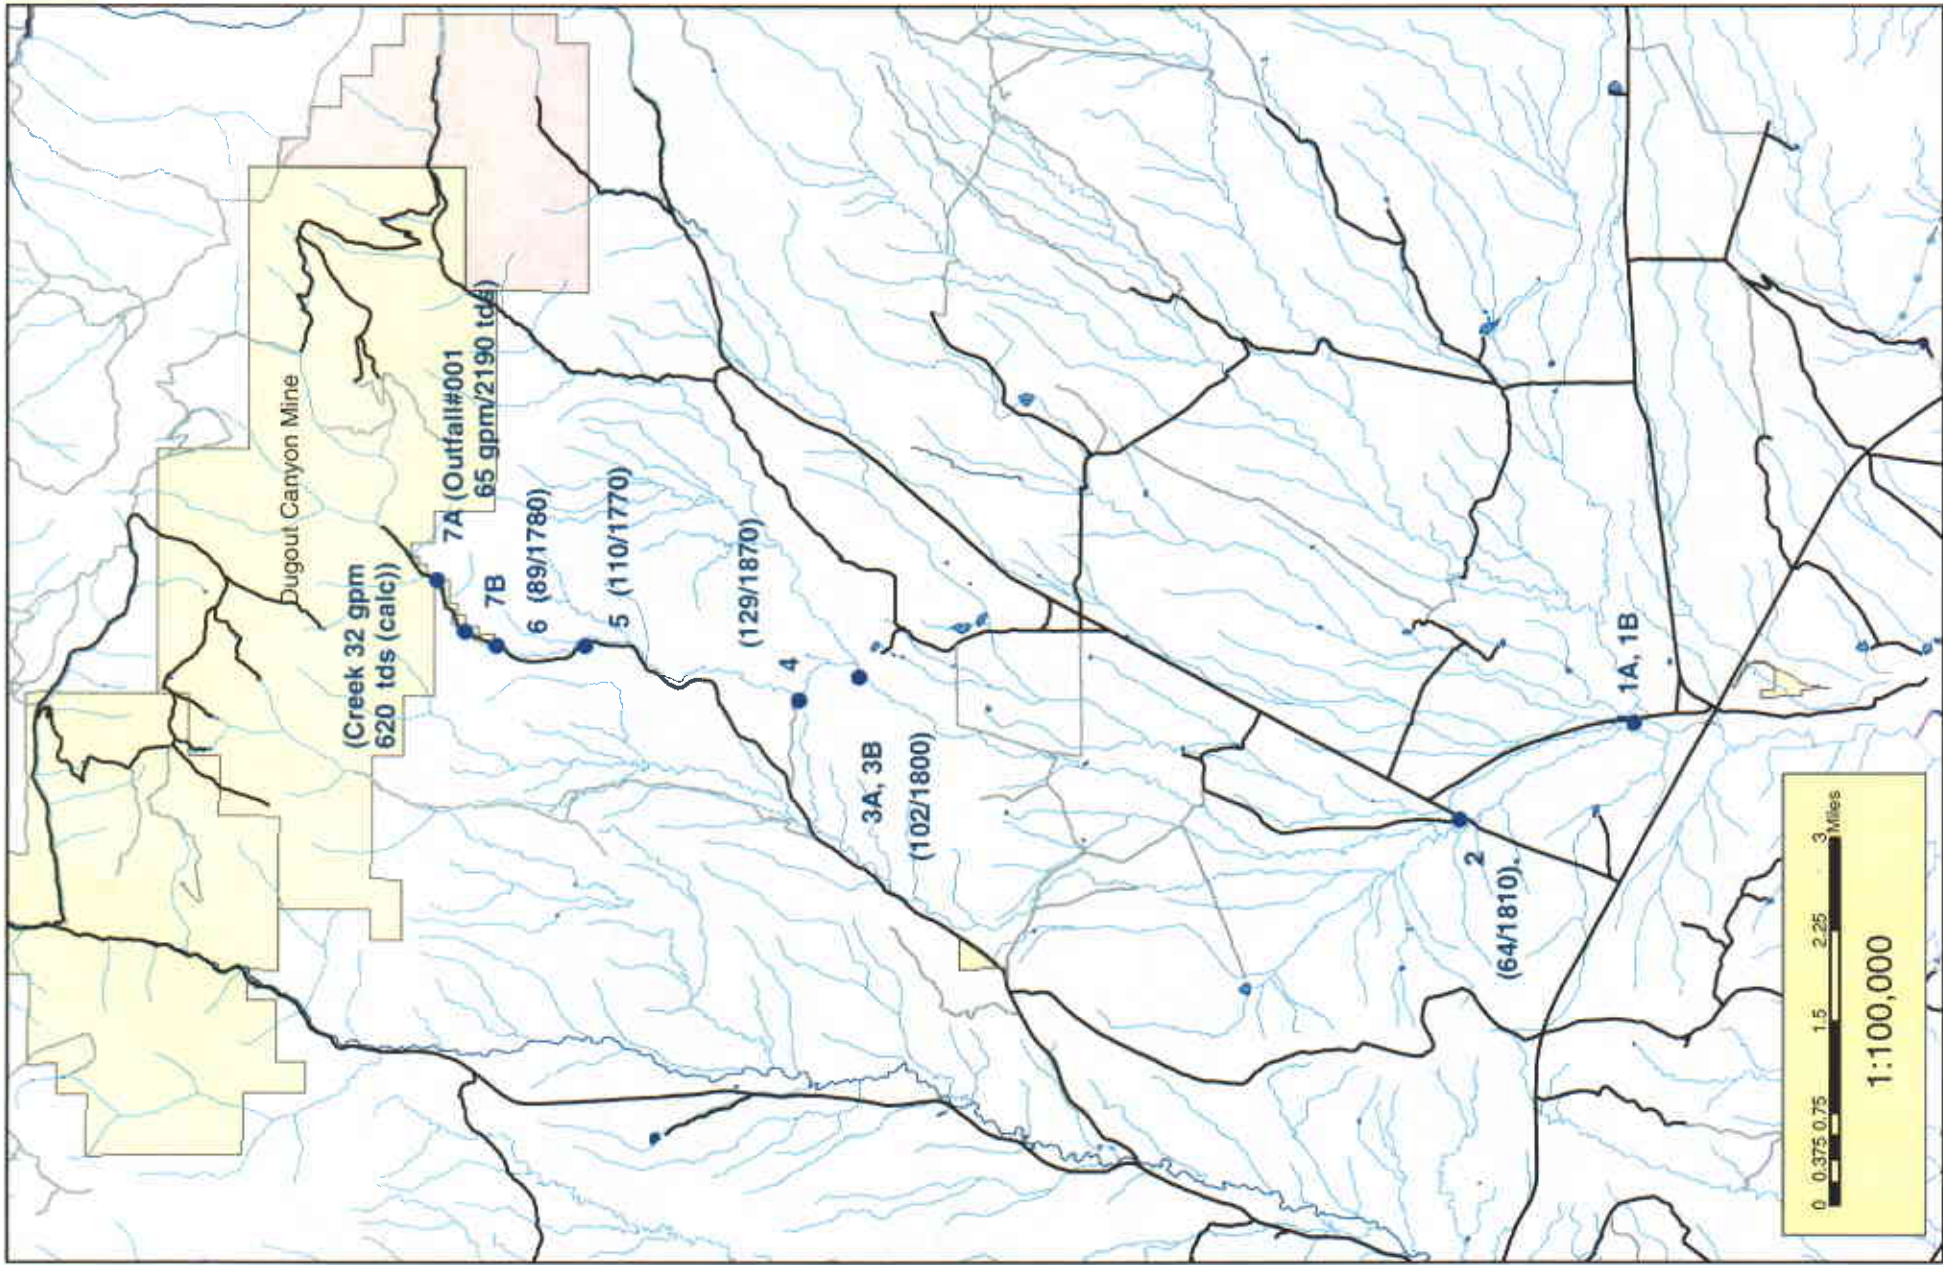 Dugout Canyon Mine
(Creek 32 gpm
620 tds (calc))
7A (Outfall#001
65 gpm/2190 tds)
7B
6 (89/1780)
5 (110/1770)
(129/1870)
4
3A, 3B
(102/1800)
2
(64/1810)
1A, 1B
0 0.375 0.75 1.5 2.25 3
Miles
1:100,000